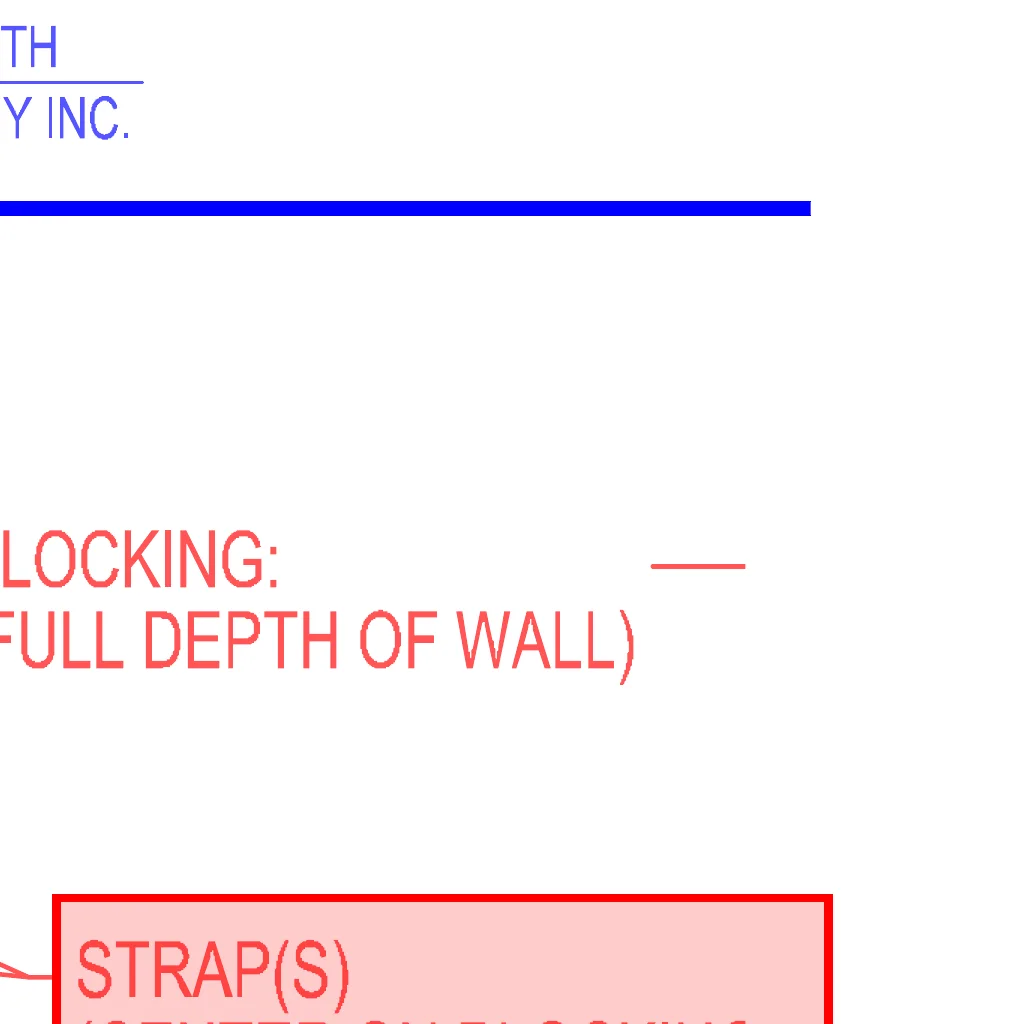 TH
Y INC.
LOCKING:
FULL DEPTH OF WALL)
STRAP(S)